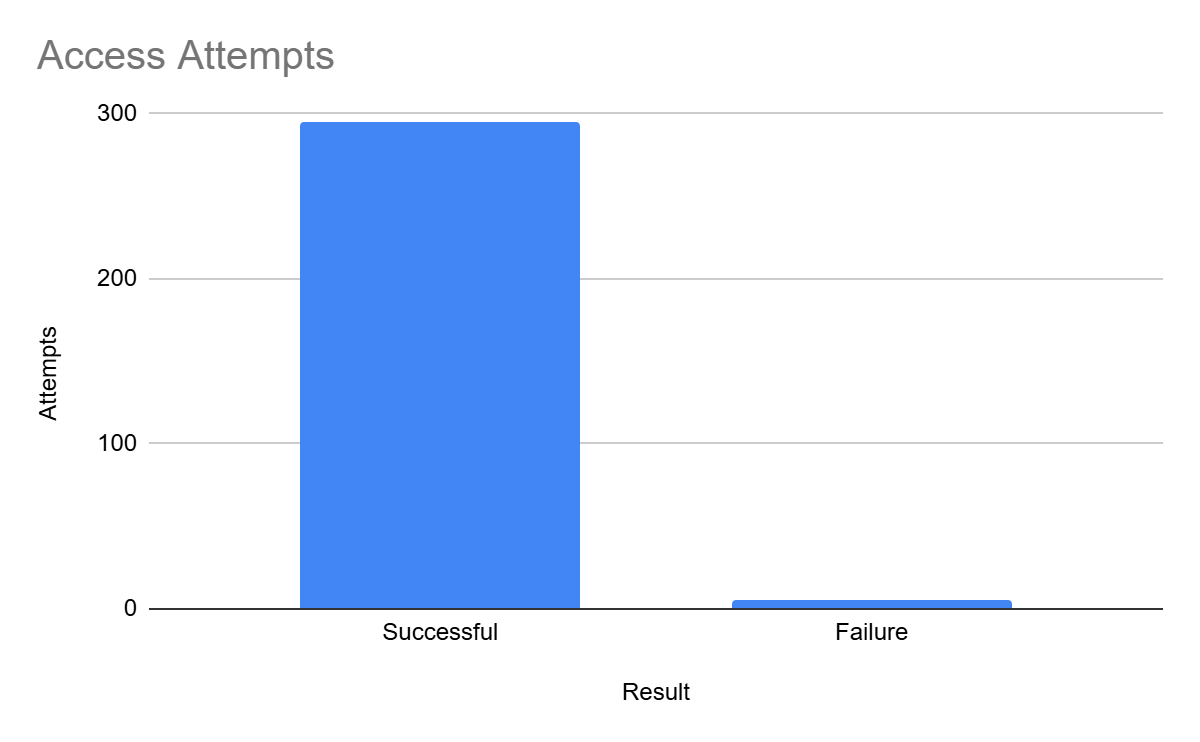 Access Attempts
300
200
100
0
Attempts
Successful
Failure
Result